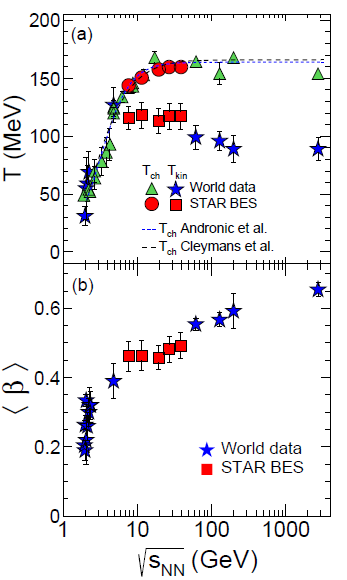 (a)
200
150
100
50
0
T (MeV)
T_ch T_kin
World data
STAR BES
T_ch Andronic et al.
T_ch Cleymans et al.
(b)
0.6
0.4
0.2
0
⟨ β ⟩
World data
STAR BES
1 10 100 1000
√s_NN (GeV)